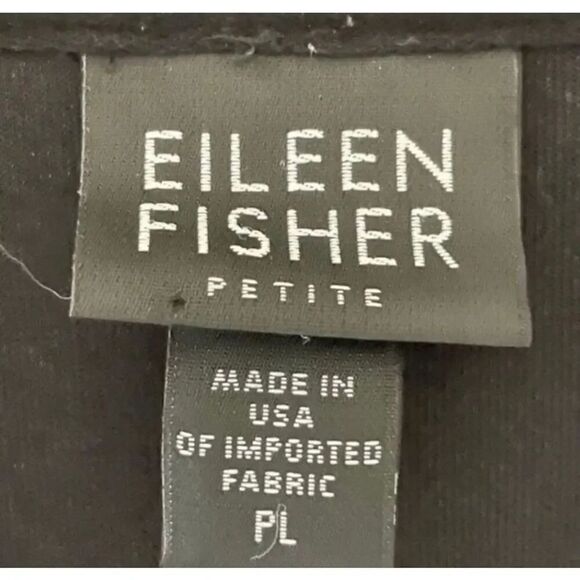 EILEEN
FISHER
PETITE
MADE IN
USA
OF IMPORTED
FABRIC
PL